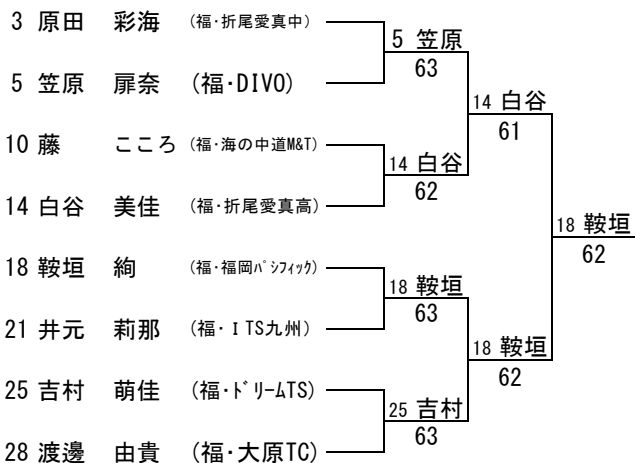 3 原田 彩海 (福・折尾愛真中)
5 笠原
63
5 笠原 扉奈 (福・DIVO)
14 白谷
61
10 藤 こころ (福・海の中道M&T)
14 白谷
62
14 白谷 美佳 (福・折尾愛真高)
18 鞍垣
62
18 鞍垣 絢 (福・福岡パシフィック)
18 鞍垣
63
21 井元 莉那 (福・ITS九州)
18 鞍垣
62
25 吉村 萌佳 (福・ドリームTS)
25 吉村
63
28 渡邊 由貴 (福・大原TC)